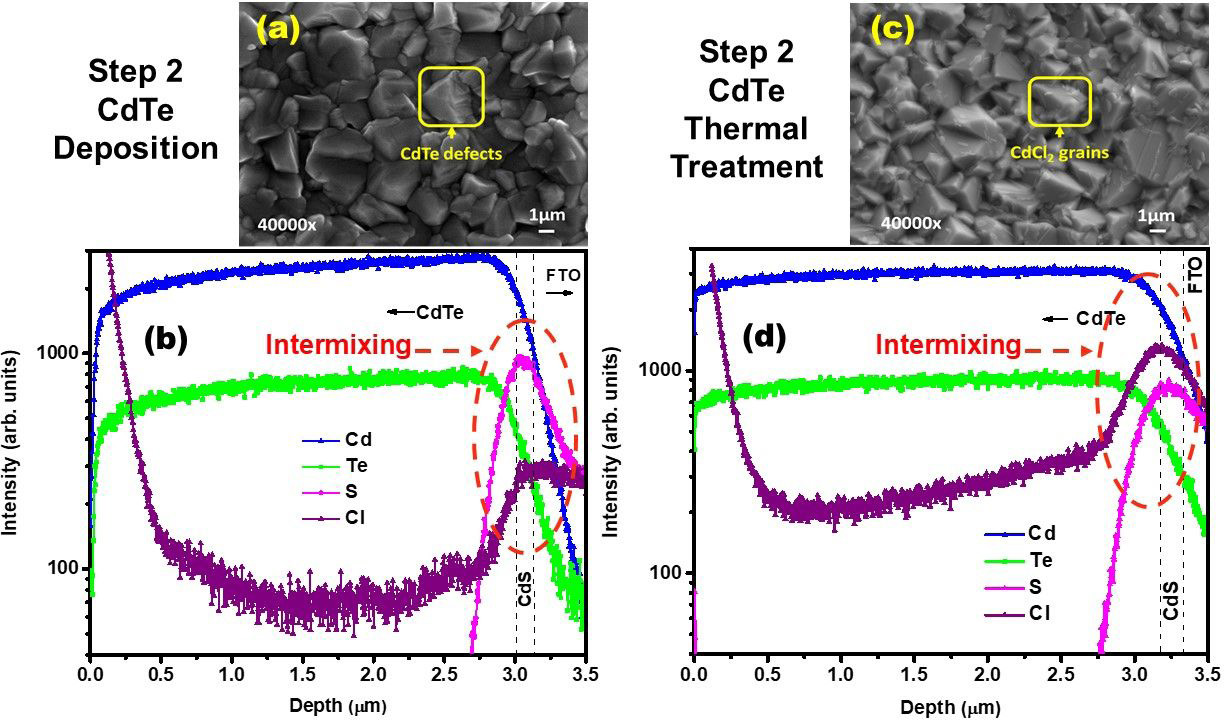 Step 2
CdTe
Deposition
(a)
CdTe defects
40000x
1μm
Step 2
CdTe
Thermal
Treatment
(c)
CdCl₂ grains
40000x
1μm
(b)
FTO
CdTe
Intermixing
Cd
Te
S
Cl
CdS
Intensity (arb. units)
1000
100
0.0 0.5 1.0 1.5 2.0 2.5 3.0 3.5
Depth (μm)
(d)
FTO
CdTe
Intermixing
Cd
Te
S
Cl
CdS
Intensity (arb. units)
1000
100
0.0 0.5 1.0 1.5 2.0 2.5 3.0 3.5
Depth (μm)